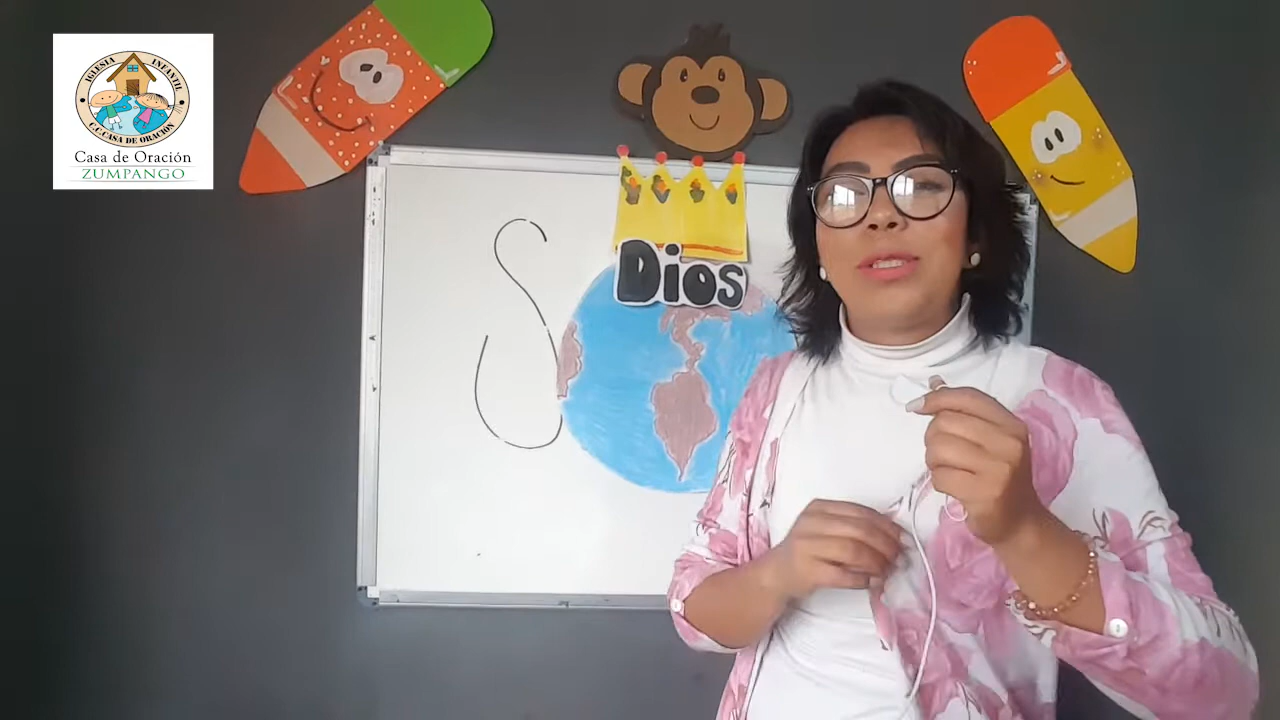 IGLESIA INFANTIL
C.C.CASA DE ORACIÓN
Casa de Oración
ZUMPANGO
S
Dios